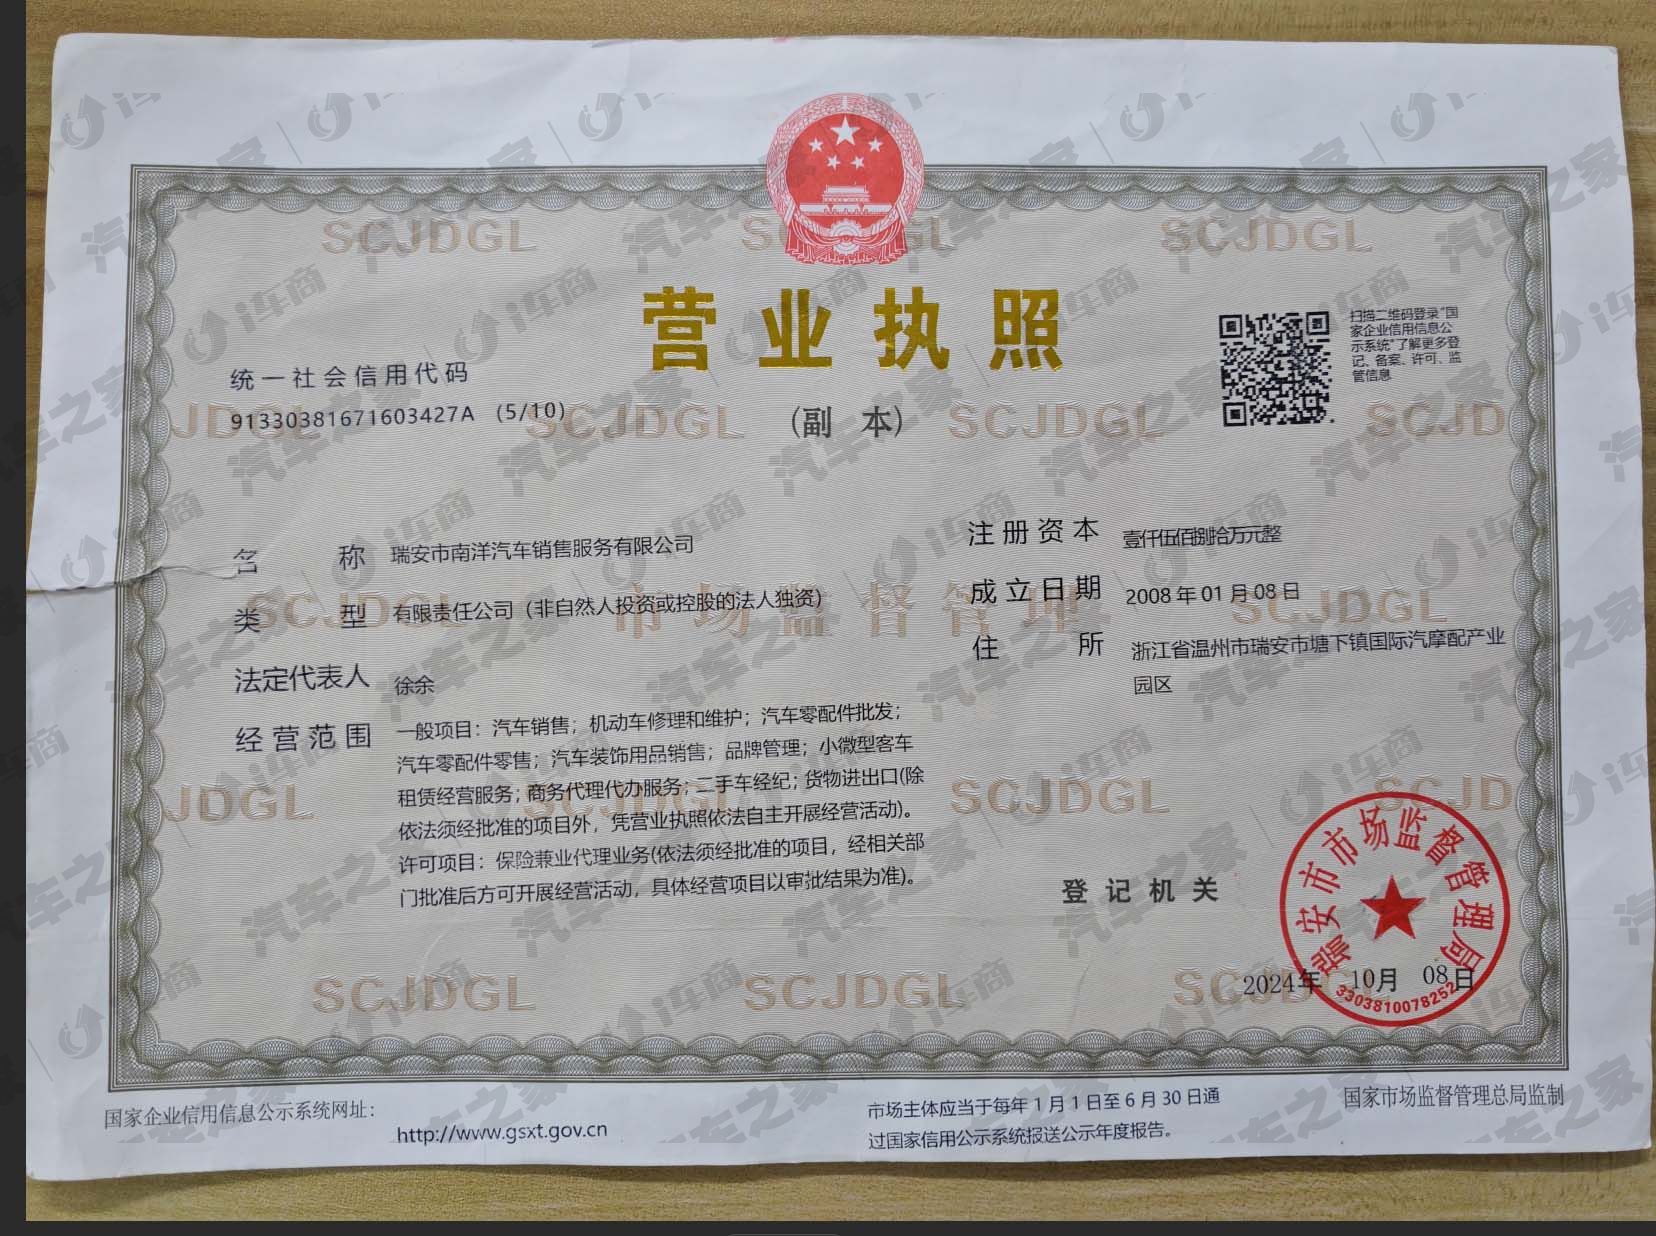 营业执照
(副 本)
扫描二维码登录“国
家企业信用信息公
示系统”了解更多登
记、备案、许可、监
管信息
统一社会信用代码
91330381671603427A (5/10)
名 称 瑞安市南洋汽车销售服务有限公司
类 型 有限责任公司（非自然人投资或控股的法人独资）
法定代表人 徐余
经营范围 一般项目：汽车销售；机动车修理和维护；汽车零配件批发；
汽车零配件零售；汽车装饰用品销售；品牌管理；小微型客车
租赁经营服务；商务代理代办服务；二手车经纪；货物进出口(除
依法须经批准的项目外，凭营业执照依法自主开展经营活动)。
许可项目：保险兼业代理业务(依法须经批准的项目，经相关部
门批准后方可开展经营活动，具体经营项目以审批结果为准)。
注册资本 壹仟伍佰捌拾万元整
成立日期 2008年01月08日
住 所 浙江省温州市瑞安市塘下镇国际汽摩配产业
园区
登记机关
瑞安市市场监督管理局
2024年 10月 08日
3303810078252
国家企业信用信息公示系统网址：
http://www.gsxt.gov.cn
市场主体应当于每年1月1日至6月30日通
过国家信用公示系统报送公示年度报告。
国家市场监督管理总局监制
SCJDGL
市场监督管理
汽车之家
i车商